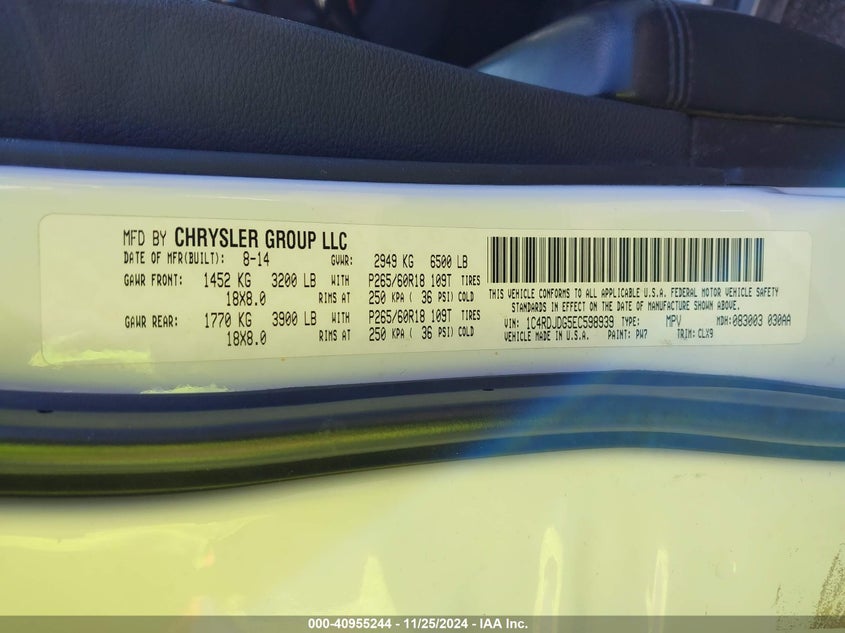 MFD BY CHRYSLER GROUP LLC
DATE OF MFR(BUILT): 8-14 GVWR: 2949 KG 6500 LB
GAWR FRONT: 1452 KG 3200 LB WITH P265/60R18 109T TIRES
18X8.0 RIMS AT 250 KPA ( 36 PSI) COLD
GAWR REAR: 1770 KG 3900 LB WITH P265/60R18 109T TIRES
18X8.0 RIMS AT 250 KPA ( 36 PSI) COLD
THIS VEHICLE CONFORMS TO ALL APPLICABLE U.S.A. FEDERAL MOTOR VEHICLE SAFETY
STANDARDS IN EFFECT ON THE DATE OF MANUFACTURE SHOWN ABOVE.
VIN: 1C4RDJDG5EC598939 TYPE: MPV MDH: 083003 030AA
VEHICLE MADE IN U.S.A. PAINT: PW7 TRIM: CLX9
000-40955244 - 11/25/2024 - IAA Inc.